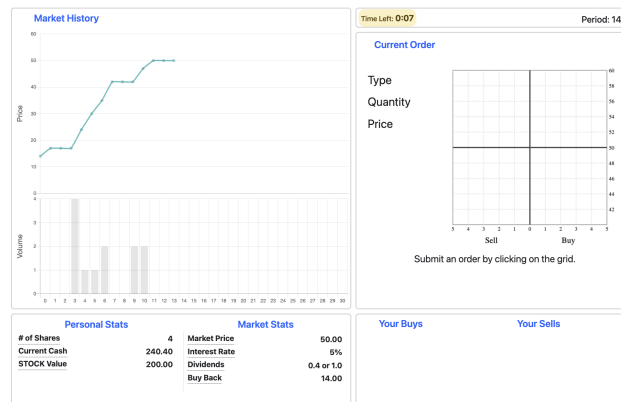 Market History
Time Left: 0:07
Period: 14
Current Order
Type
Quantity
Price
60
50
40
30
20
10
0
Price
4
3
2
1
0
Volume
0 1 2 3 4 5 6 7 8 9 10 11 12 13 14 15 16 17 18 19 20 21 22 23 24 25 26 27 28 29 30
60
58
56
54
52
50
48
46
44
42
5 4 3 2 1 0 1 2 3 4 5
Sell Buy
Submit an order by clicking on the grid.
Personal Stats
# of Shares 4
Current Cash 240.40
STOCK Value 200.00
Market Stats
Market Price 50.00
Interest Rate 5%
Dividends 0.4 or 1.0
Buy Back 14.00
Your Buys
Your Sells